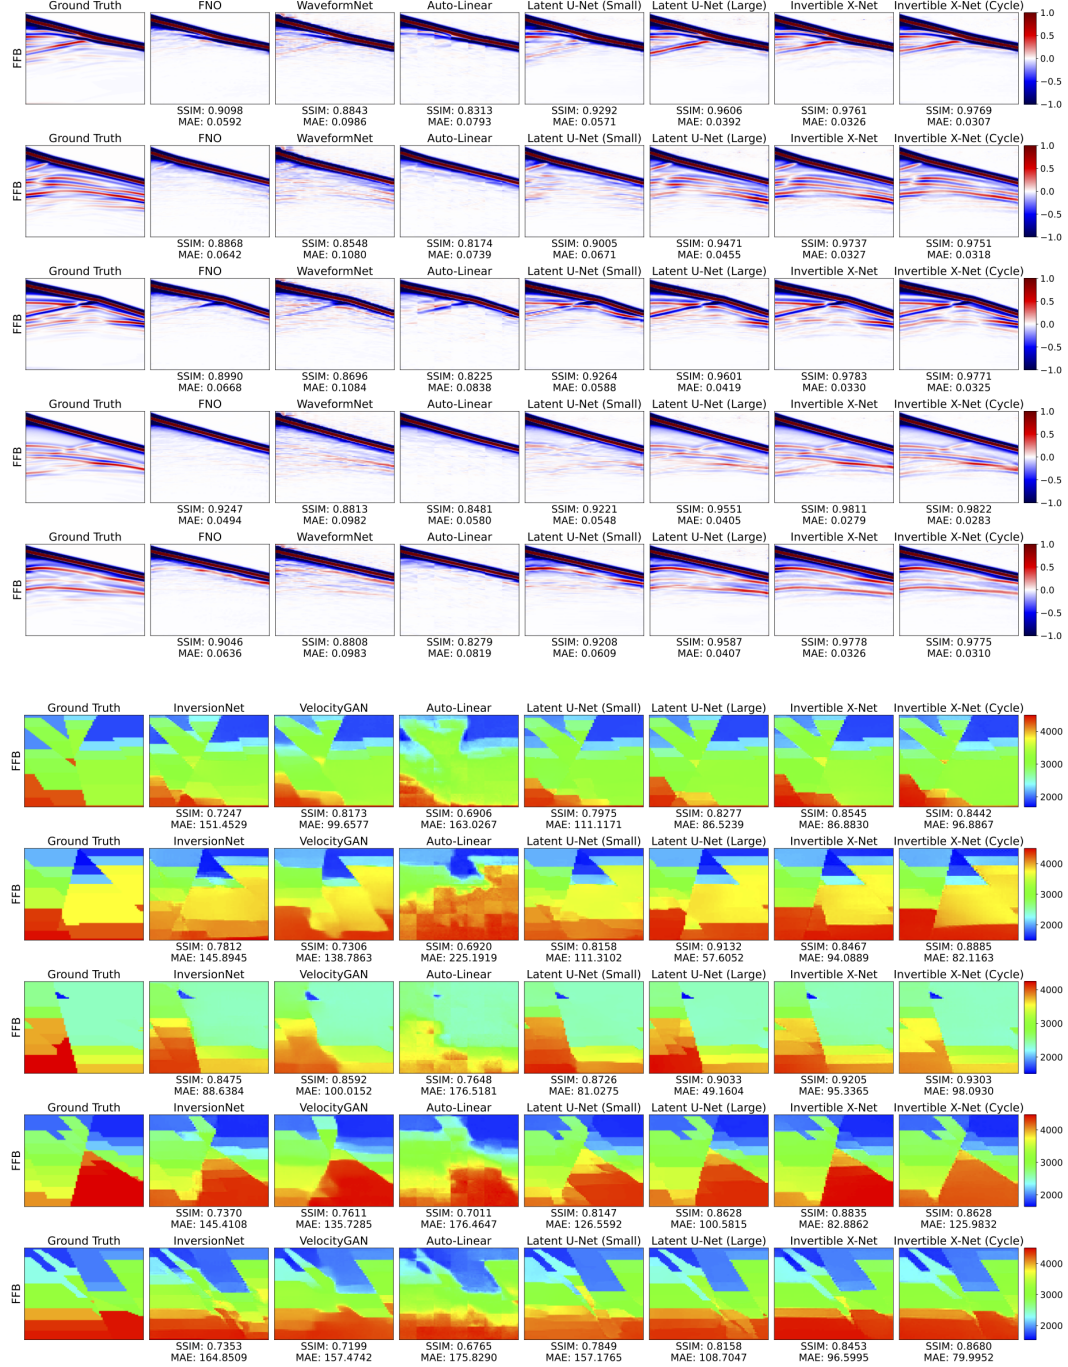 Ground Truth FNO WaveformNet Auto-Linear Latent U-Net (Small) Latent U-Net (Large) Invertible X-Net Invertible X-Net (Cycle)
FFB
1.0
0.5
0.0
−0.5
−1.0
SSIM: 0.9098 SSIM: 0.8843 SSIM: 0.8313 SSIM: 0.9292 SSIM: 0.9606 SSIM: 0.9761 SSIM: 0.9769
MAE: 0.0592 MAE: 0.0986 MAE: 0.0793 MAE: 0.0571 MAE: 0.0392 MAE: 0.0326 MAE: 0.0307
Ground Truth FNO WaveformNet Auto-Linear Latent U-Net (Small) Latent U-Net (Large) Invertible X-Net Invertible X-Net (Cycle)
FFB
1.0
0.5
0.0
−0.5
−1.0
SSIM: 0.8868 SSIM: 0.8548 SSIM: 0.8174 SSIM: 0.9005 SSIM: 0.9471 SSIM: 0.9737 SSIM: 0.9751
MAE: 0.0642 MAE: 0.1080 MAE: 0.0739 MAE: 0.0671 MAE: 0.0455 MAE: 0.0327 MAE: 0.0318
Ground Truth FNO WaveformNet Auto-Linear Latent U-Net (Small) Latent U-Net (Large) Invertible X-Net Invertible X-Net (Cycle)
FFB
1.0
0.5
0.0
−0.5
−1.0
SSIM: 0.8990 SSIM: 0.8696 SSIM: 0.8225 SSIM: 0.9264 SSIM: 0.9601 SSIM: 0.9783 SSIM: 0.9771
MAE: 0.0668 MAE: 0.1084 MAE: 0.0838 MAE: 0.0588 MAE: 0.0419 MAE: 0.0330 MAE: 0.0325
Ground Truth FNO WaveformNet Auto-Linear Latent U-Net (Small) Latent U-Net (Large) Invertible X-Net Invertible X-Net (Cycle)
FFB
1.0
0.5
0.0
−0.5
−1.0
SSIM: 0.9247 SSIM: 0.8813 SSIM: 0.8481 SSIM: 0.9221 SSIM: 0.9551 SSIM: 0.9811 SSIM: 0.9822
MAE: 0.0494 MAE: 0.0982 MAE: 0.0580 MAE: 0.0548 MAE: 0.0405 MAE: 0.0279 MAE: 0.0283
Ground Truth FNO WaveformNet Auto-Linear Latent U-Net (Small) Latent U-Net (Large) Invertible X-Net Invertible X-Net (Cycle)
FFB
1.0
0.5
0.0
−0.5
−1.0
SSIM: 0.9046 SSIM: 0.8808 SSIM: 0.8279 SSIM: 0.9208 SSIM: 0.9587 SSIM: 0.9778 SSIM: 0.9775
MAE: 0.0636 MAE: 0.0983 MAE: 0.0819 MAE: 0.0609 MAE: 0.0407 MAE: 0.0326 MAE: 0.0310
Ground Truth InversionNet VelocityGAN Auto-Linear Latent U-Net (Small) Latent U-Net (Large) Invertible X-Net Invertible X-Net (Cycle)
FFB
4000
3000
2000
SSIM: 0.7247 SSIM: 0.8173 SSIM: 0.6906 SSIM: 0.7975 SSIM: 0.8277 SSIM: 0.8545 SSIM: 0.8442
MAE: 151.4529 MAE: 99.6577 MAE: 163.0267 MAE: 111.1171 MAE: 86.5239 MAE: 86.8830 MAE: 96.8867
Ground Truth InversionNet VelocityGAN Auto-Linear Latent U-Net (Small) Latent U-Net (Large) Invertible X-Net Invertible X-Net (Cycle)
FFB
4000
3000
2000
SSIM: 0.7812 SSIM: 0.7306 SSIM: 0.6920 SSIM: 0.8158 SSIM: 0.9132 SSIM: 0.8467 SSIM: 0.8885
MAE: 145.8945 MAE: 138.7863 MAE: 225.1919 MAE: 111.3102 MAE: 57.6052 MAE: 94.0889 MAE: 82.1163
Ground Truth InversionNet VelocityGAN Auto-Linear Latent U-Net (Small) Latent U-Net (Large) Invertible X-Net Invertible X-Net (Cycle)
FFB
4000
3000
2000
SSIM: 0.8475 SSIM: 0.8592 SSIM: 0.7648 SSIM: 0.8726 SSIM: 0.9033 SSIM: 0.9205 SSIM: 0.9303
MAE: 88.6384 MAE: 100.0152 MAE: 176.5181 MAE: 81.0275 MAE: 49.1604 MAE: 95.3365 MAE: 98.0930
Ground Truth InversionNet VelocityGAN Auto-Linear Latent U-Net (Small) Latent U-Net (Large) Invertible X-Net Invertible X-Net (Cycle)
FFB
4000
3000
2000
SSIM: 0.7370 SSIM: 0.7611 SSIM: 0.7011 SSIM: 0.8147 SSIM: 0.8628 SSIM: 0.8835 SSIM: 0.8628
MAE: 145.4108 MAE: 135.7285 MAE: 176.4647 MAE: 126.5592 MAE: 100.5815 MAE: 82.8862 MAE: 125.9832
Ground Truth InversionNet VelocityGAN Auto-Linear Latent U-Net (Small) Latent U-Net (Large) Invertible X-Net Invertible X-Net (Cycle)
FFB
4000
3000
2000
SSIM: 0.7353 SSIM: 0.7199 SSIM: 0.6765 SSIM: 0.7849 SSIM: 0.8158 SSIM: 0.8453 SSIM: 0.8680
MAE: 164.8509 MAE: 157.4742 MAE: 175.8290 MAE: 157.1765 MAE: 108.7047 MAE: 96.5995 MAE: 79.9952